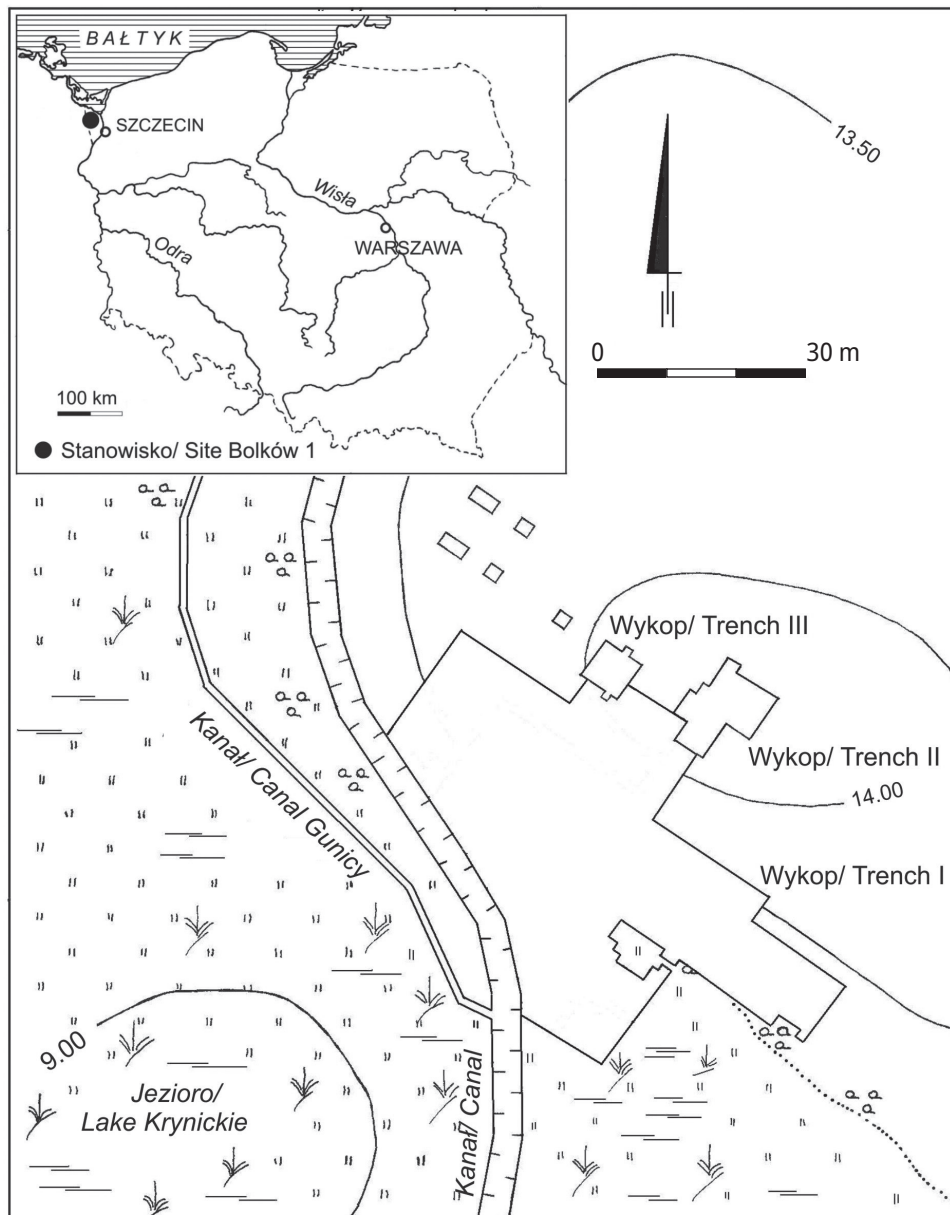 BAŁTYK
SZCZECIN
Wisła
WARSZAWA
Odra
100 km
Stanowisko/ Site Bolków 1
13.50
0 30 m
Wykop/ Trench III
Wykop/ Trench II
14.00
Wykop/ Trench I
Kanał/ Canal Gunicy
9.00
Jezioro/
Lake Krynickie
Kanał/ Canal